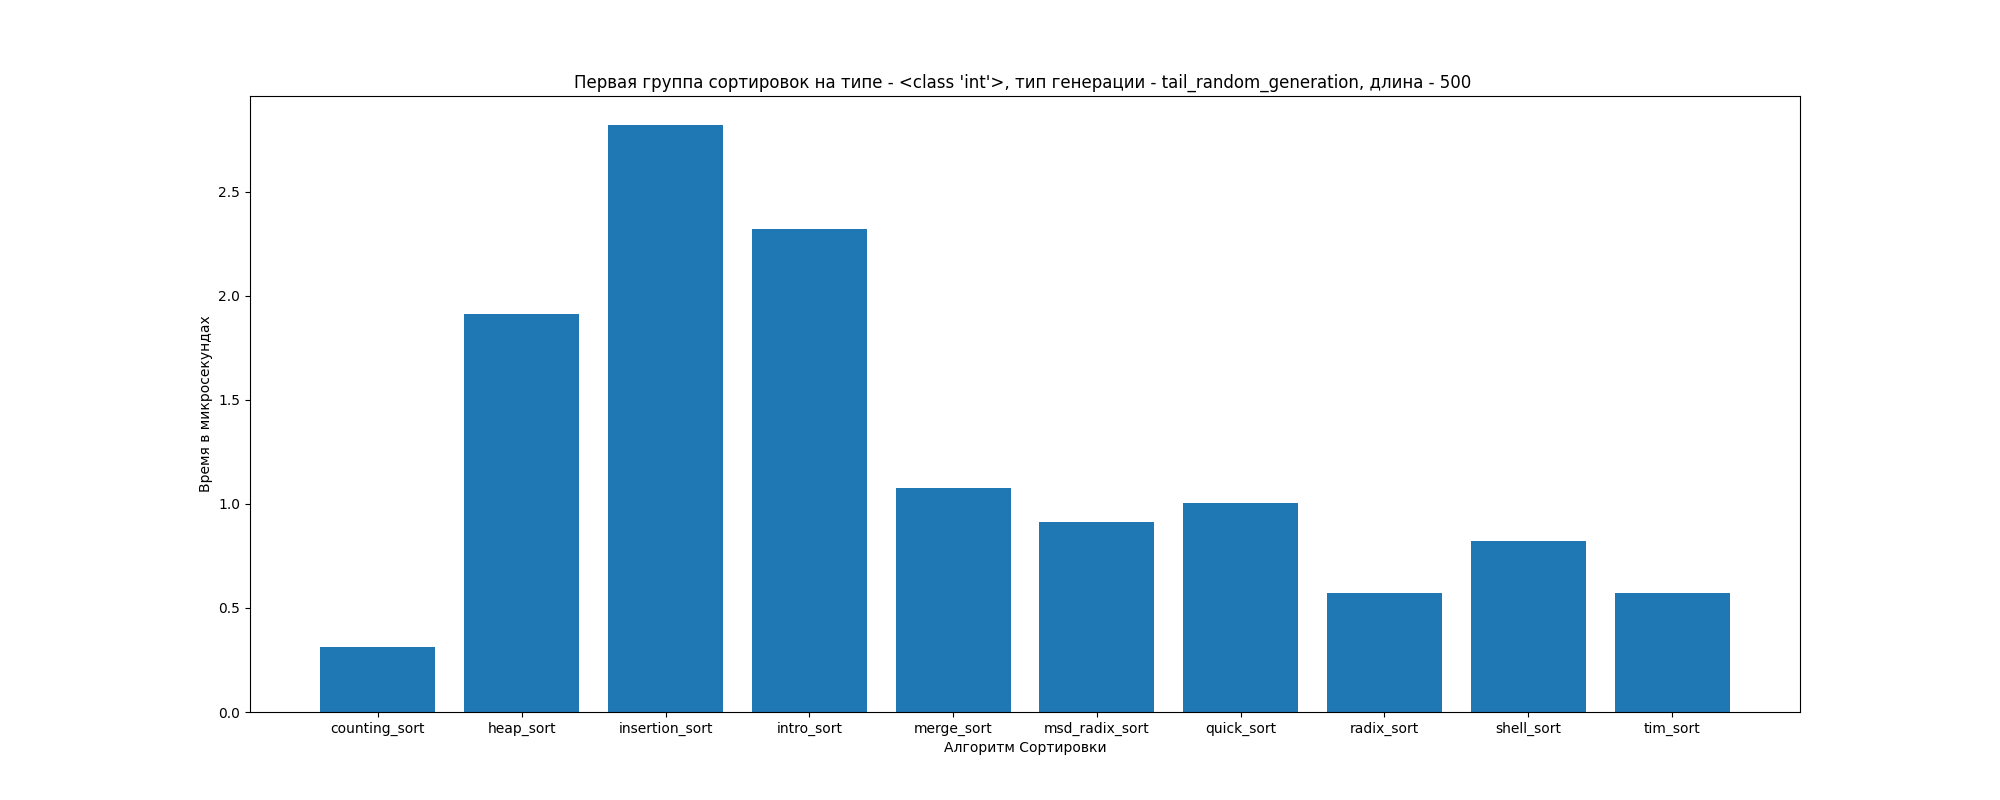 Первая группа сортировок на типе - <class 'int'>, тип генерации - tail_random_generation, длина - 500
Время в микросекундах
2.5
2.0
1.5
1.0
0.5
0.0
counting_sort heap_sort insertion_sort intro_sort merge_sort msd_radix_sort quick_sort radix_sort shell_sort tim_sort
Алгоритм Сортировки